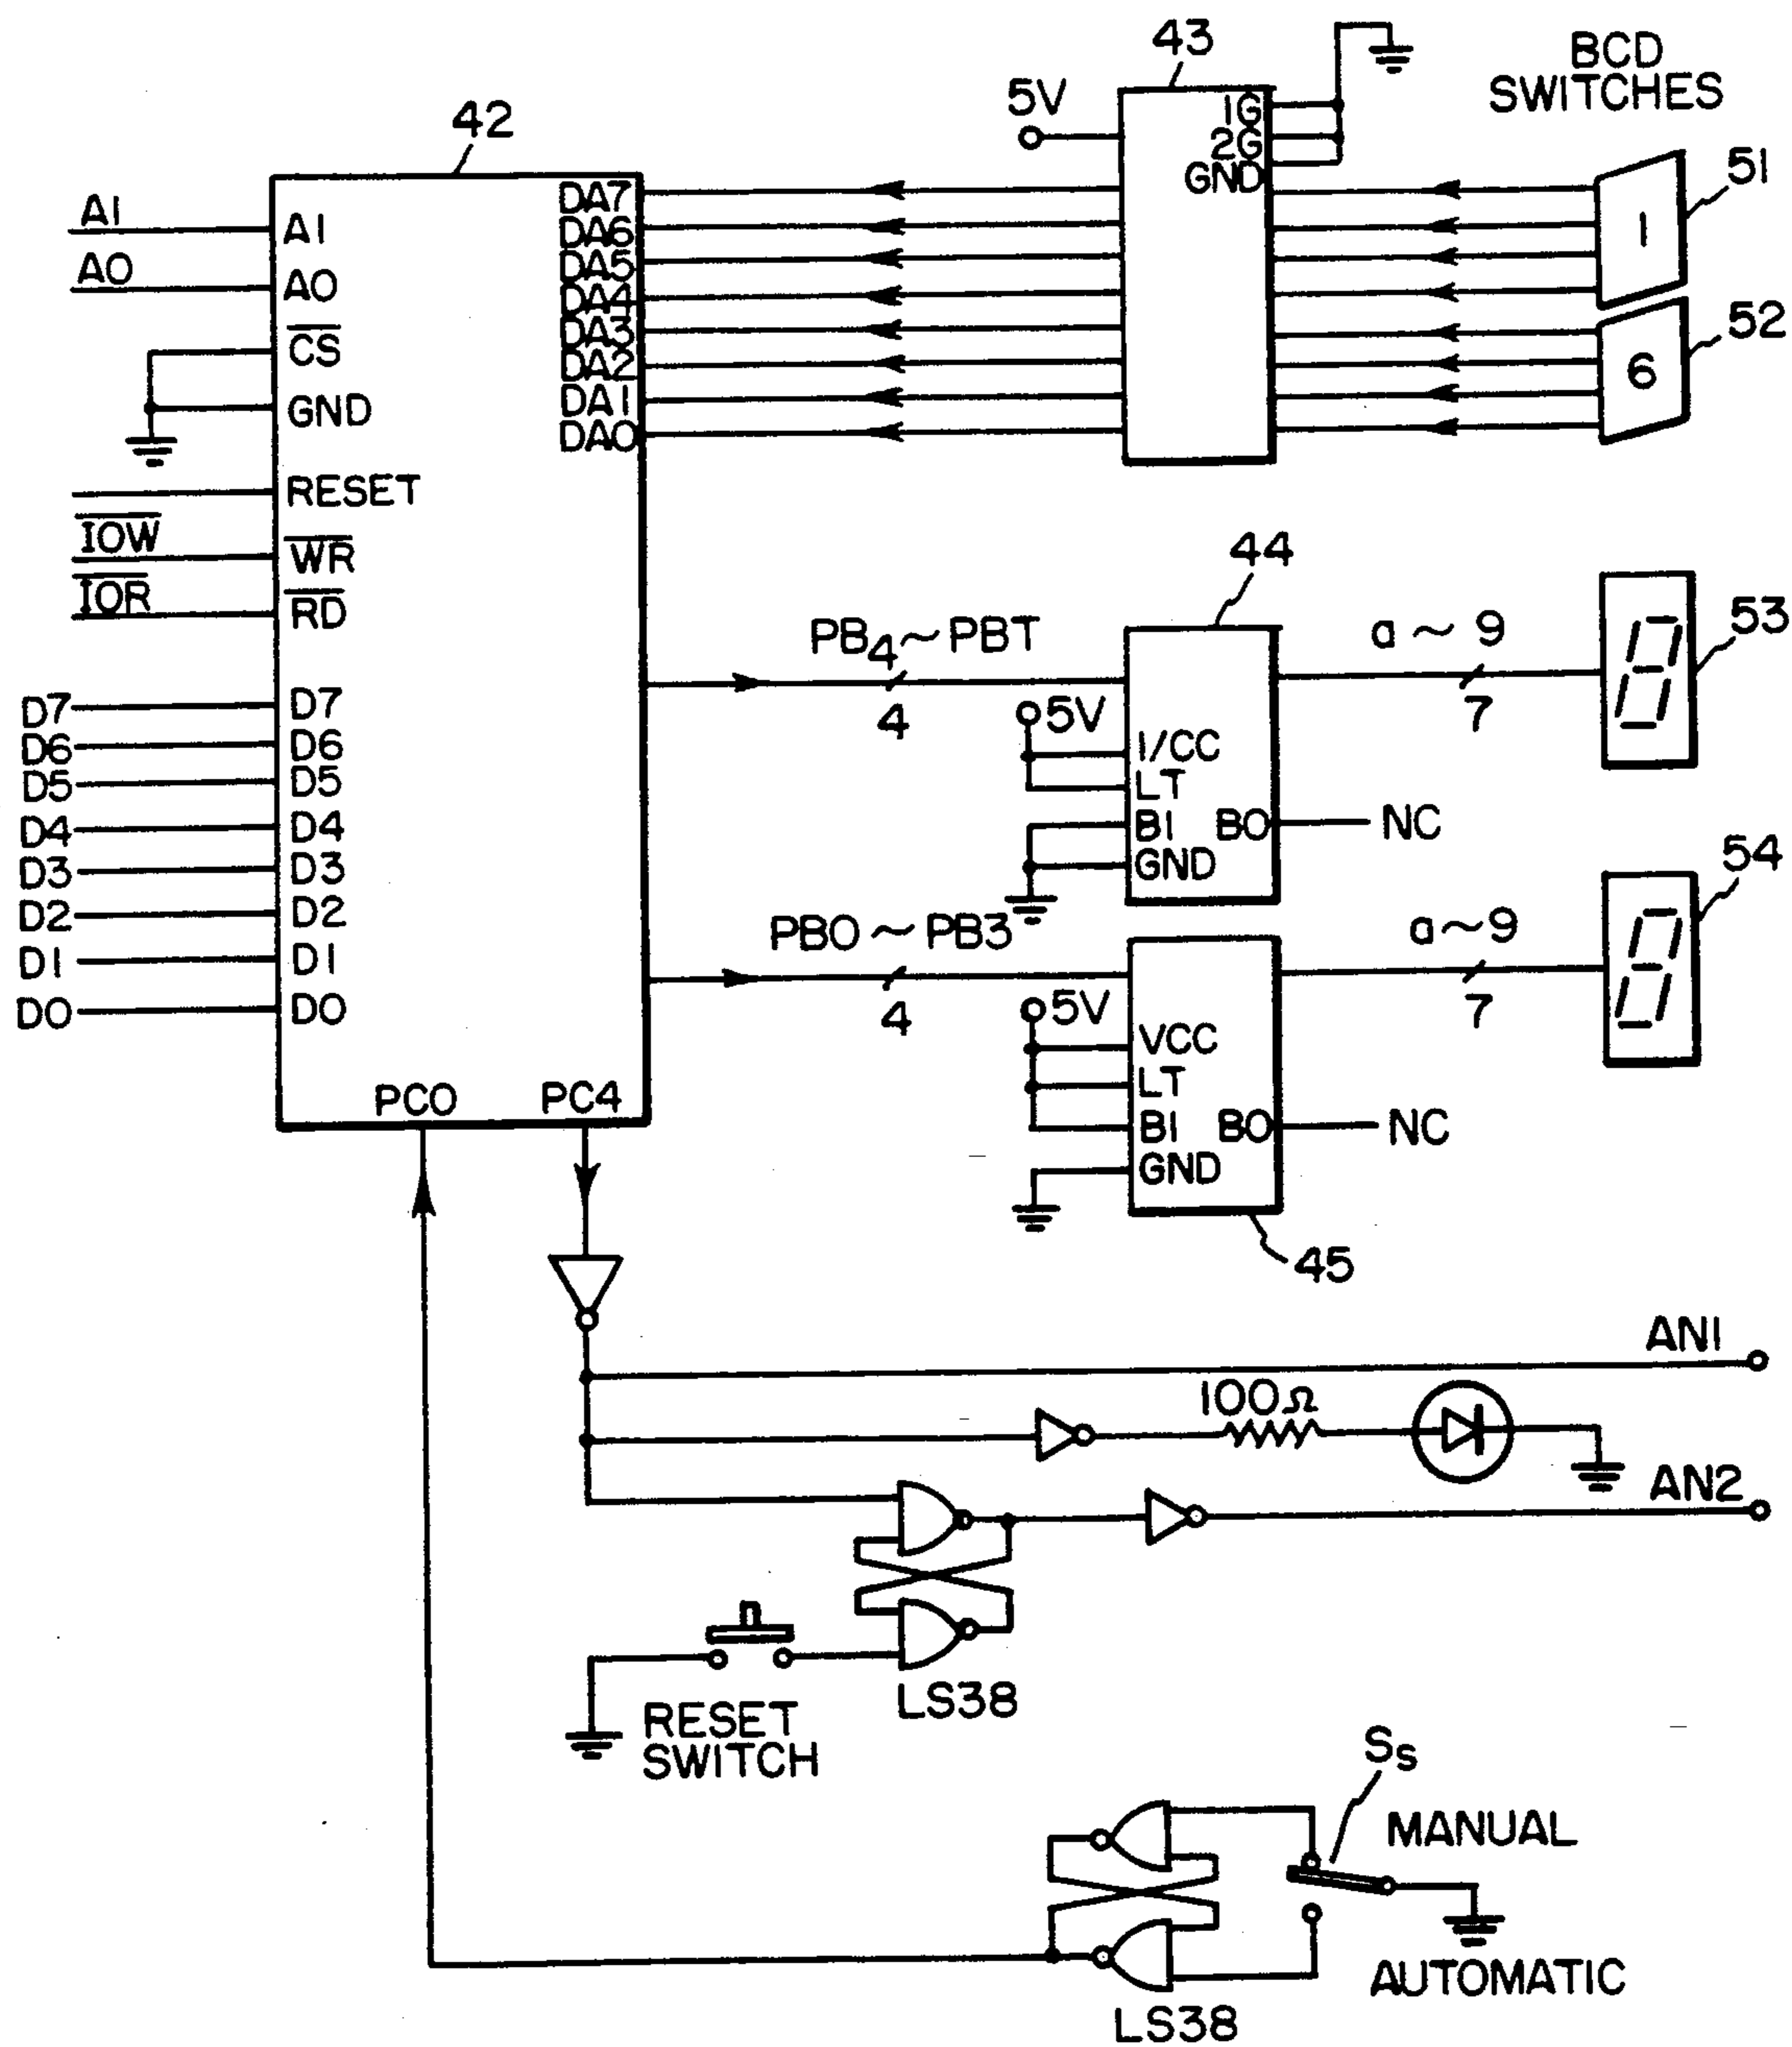 43
5V
1G
2G
GND
BCD
SWITCHES
42
A1
A0
A1
A0
CS
GND
RESET
IOW
WR
IOR
RD
DA7
DA6
DA5
DA4
DA3
DA2
DA1
DA0
1
51
6
52
D7
D6
D5
D4
D3
D2
D1
D0
D7
D6
D5
D4
D3
D2
D1
D0
PB4~PBT
4
44
5V
1/CC
LT
BI
GND
BO
NC
a~9
7
53
PB0~PB3
4
5V
VCC
LT
BI
GND
BO
NC
a~9
7
54
45
PC0
PC4
AN1
100Ω
AN2
RESET
SWITCH
LS38
Ss
MANUAL
AUTOMATIC
LS38